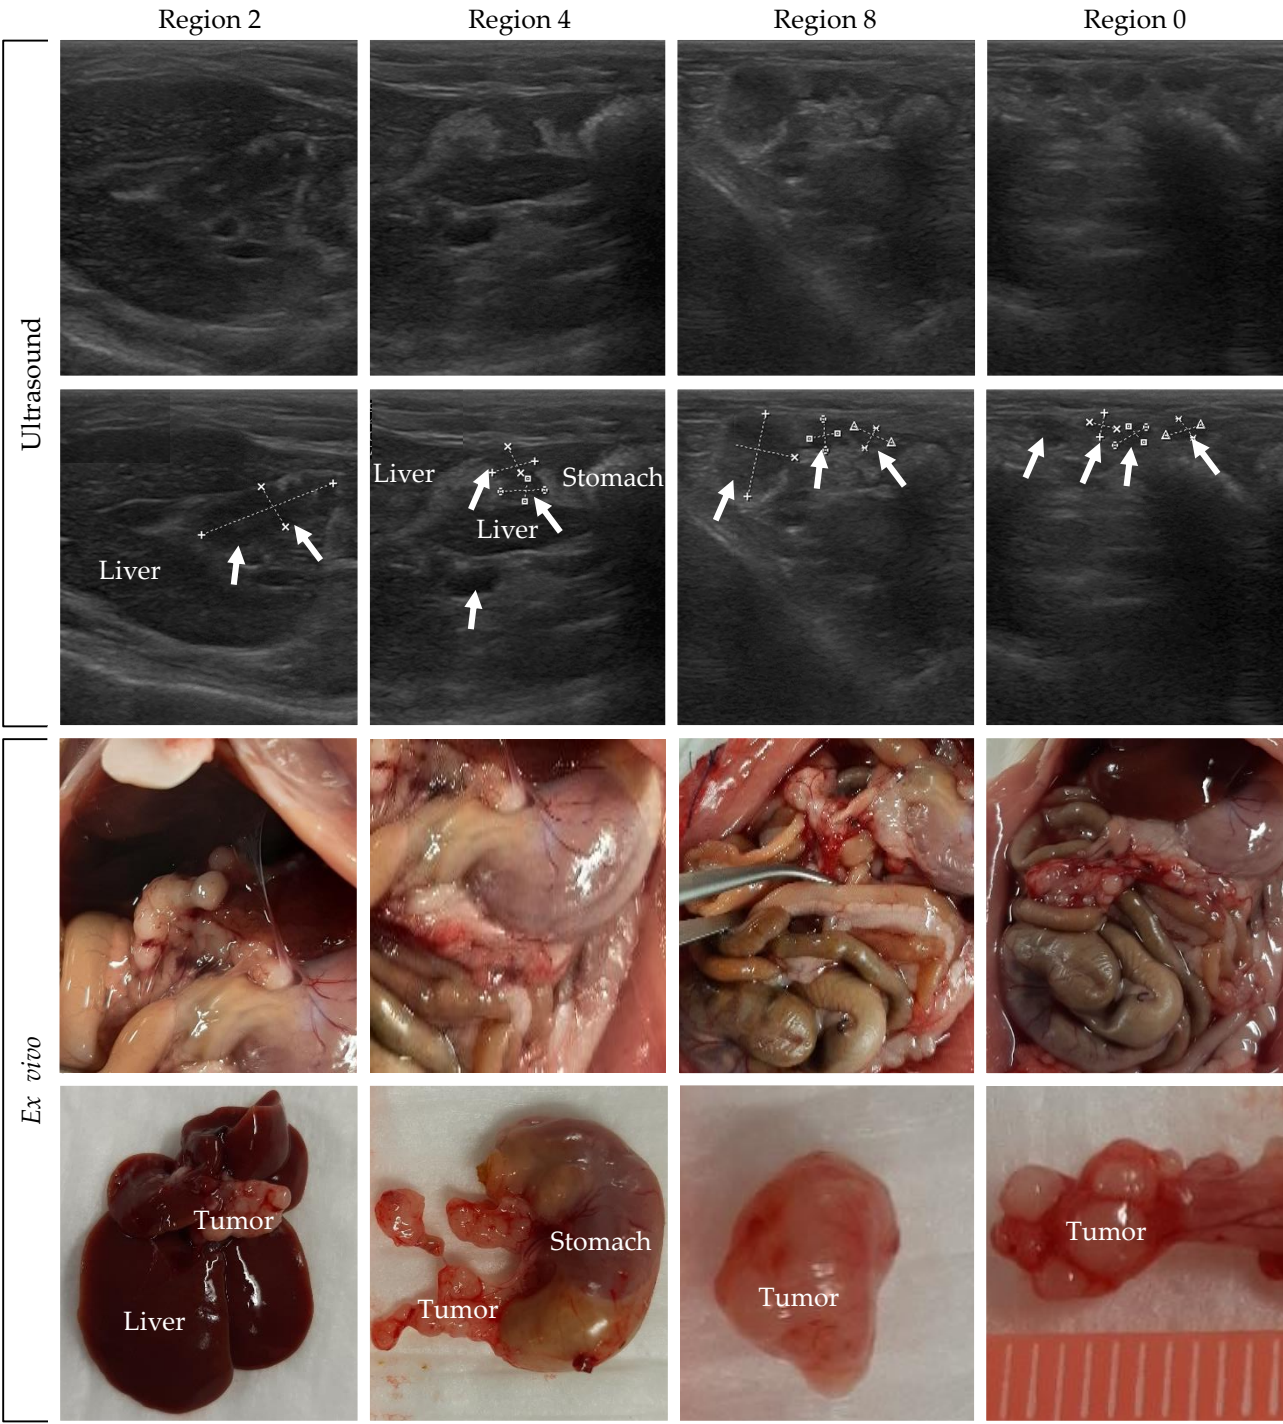 Region 2
Region 4
Region 8
Region 0
Ultrasound
Liver
Liver
Stomach
Liver
Ex vivo
Tumor
Liver
Stomach
Tumor
Tumor
Tumor